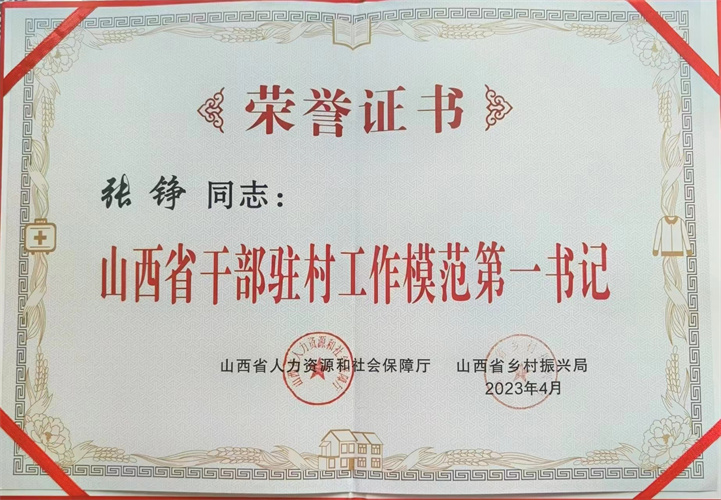 荣誉证书
张铮 同志：
山西省干部驻村工作模范第一书记
山西省人力资源和社会保障厅 山西省乡村振兴局
2023年4月